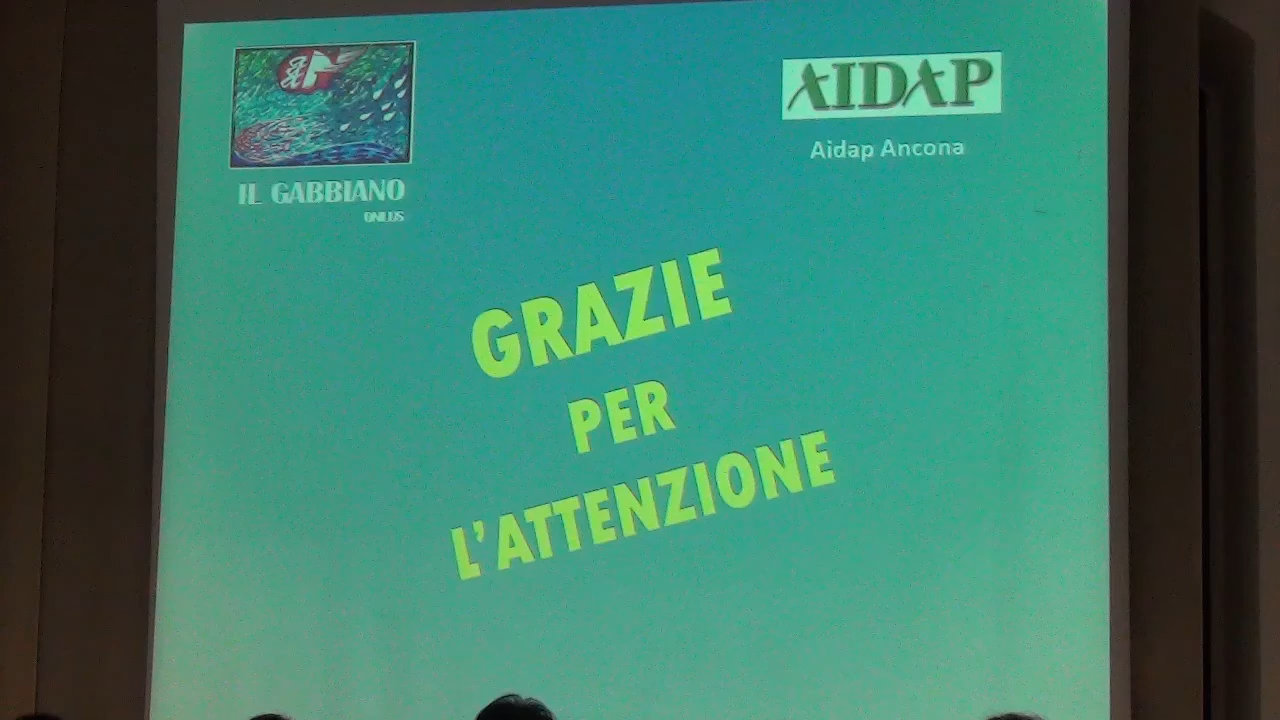 IL GABBIANO
ONLUS
AIDAP
Aidap Ancona
GRAZIE
PER
L'ATTENZIONE